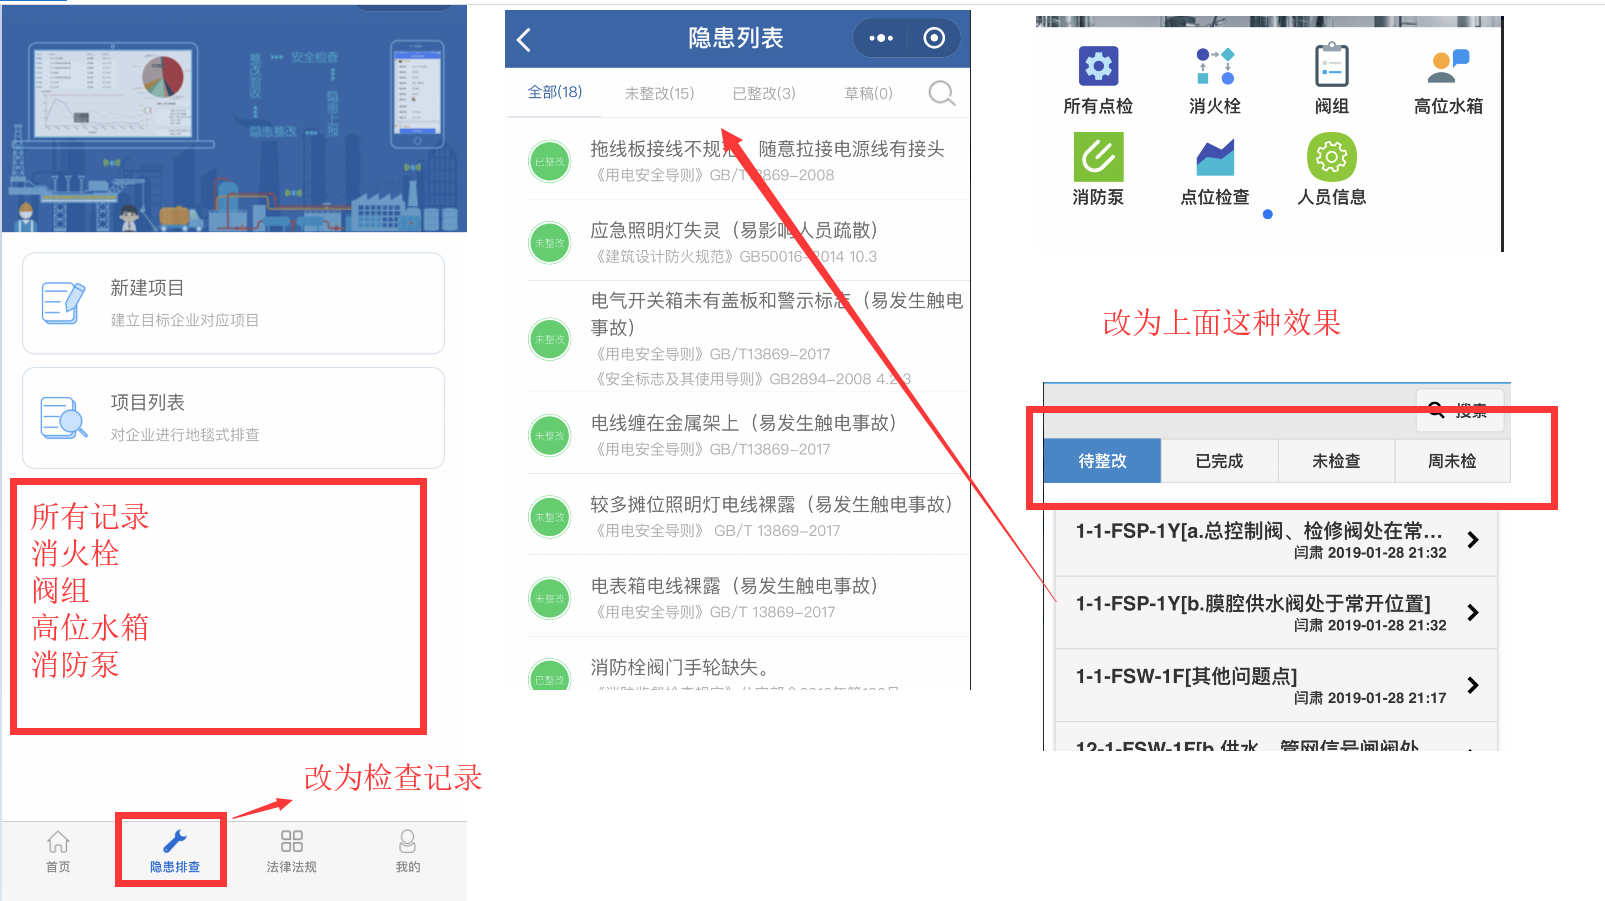 整改验收
安全检查
隐患上报
隐患整改
新建项目
建立目标企业对应项目
项目列表
对企业进行地毯式排查
所有记录
消火栓
阀组
高位水箱
消防泵
改为检查记录
首页
隐患排查
法律法规
我的
隐患列表
全部(18)
未整改(15)
已整改(3)
草稿(0)
已整改
拖线板接线不规范，随意拉接电源线有接头
《用电安全导则》GB/T13869-2008
未整改
应急照明灯失灵（易影响人员疏散）
《建筑设计防火规范》GB50016-2014 10.3
未整改
电气开关箱未有盖板和警示标志（易发生触电
事故）
《用电安全导则》GB/T13869-2017
《安全标志及其使用导则》GB2894-2008 4.2.3
未整改
电线缠在金属架上（易发生触电事故）
《用电安全导则》GB/T13869-2017
未整改
较多摊位照明灯电线裸露（易发生触电事故）
《用电安全导则》 GB/T 13869-2017
未整改
电表箱电线裸露（易发生触电事故）
《用电安全导则》GB/T 13869-2017
已整改
消防栓阀门手轮缺失。
所有点检
消火栓
阀组
高位水箱
消防泵
点位检查
人员信息
改为上面这种效果
搜索
待整改
已完成
未检查
周未检
1-1-FSP-1Y[a.总控制阀、检修阀处在常...
闫肃 2019-01-28 21:32
1-1-FSP-1Y[b.膜腔供水阀处于常开位置]
闫肃 2019-01-28 21:32
1-1-FSW-1F[其他问题点]
闫肃 2019-01-28 21:17
12-1-FSW-1F[b.供水、管网信号闸阀处